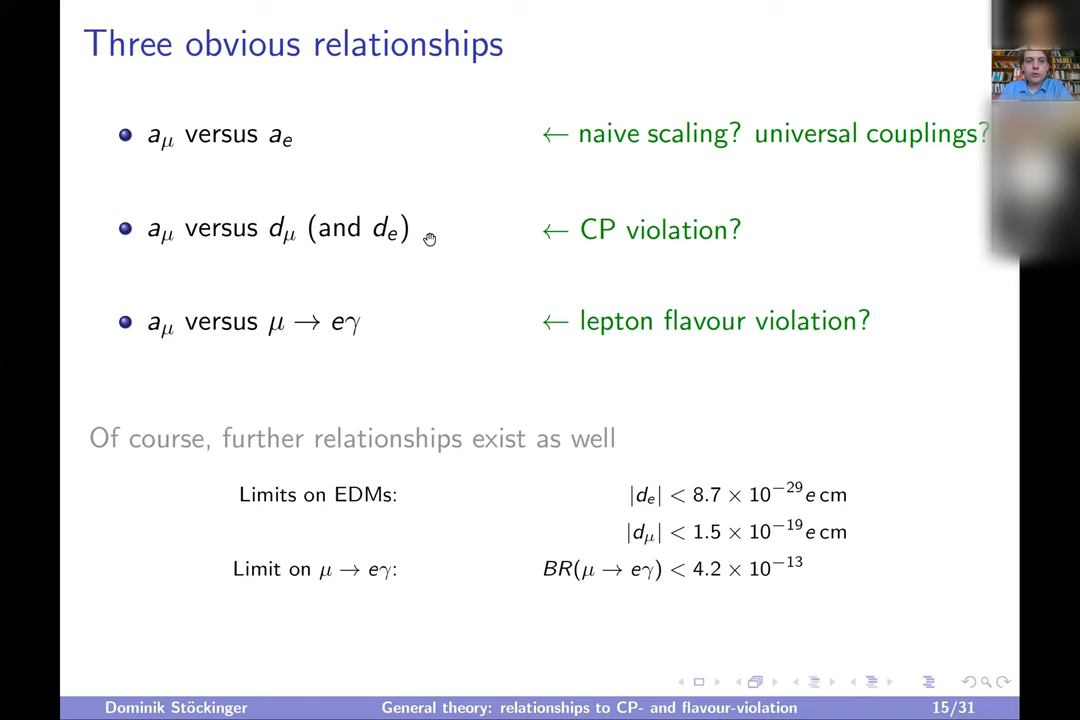 Three obvious relationships
a_μ versus a_e ← naive scaling? universal couplings?
a_μ versus d_μ (and d_e) ← CP violation?
a_μ versus μ → eγ ← lepton flavour violation?
Of course, further relationships exist as well
Limits on EDMs: |d_e| < 8.7 × 10^{−29} e cm
|d_μ| < 1.5 × 10^{−19} e cm
Limit on μ → eγ: BR(μ → eγ) < 4.2 × 10^{−13}
Dominik Stöckinger General theory: relationships to CP- and flavour-violation 15/31